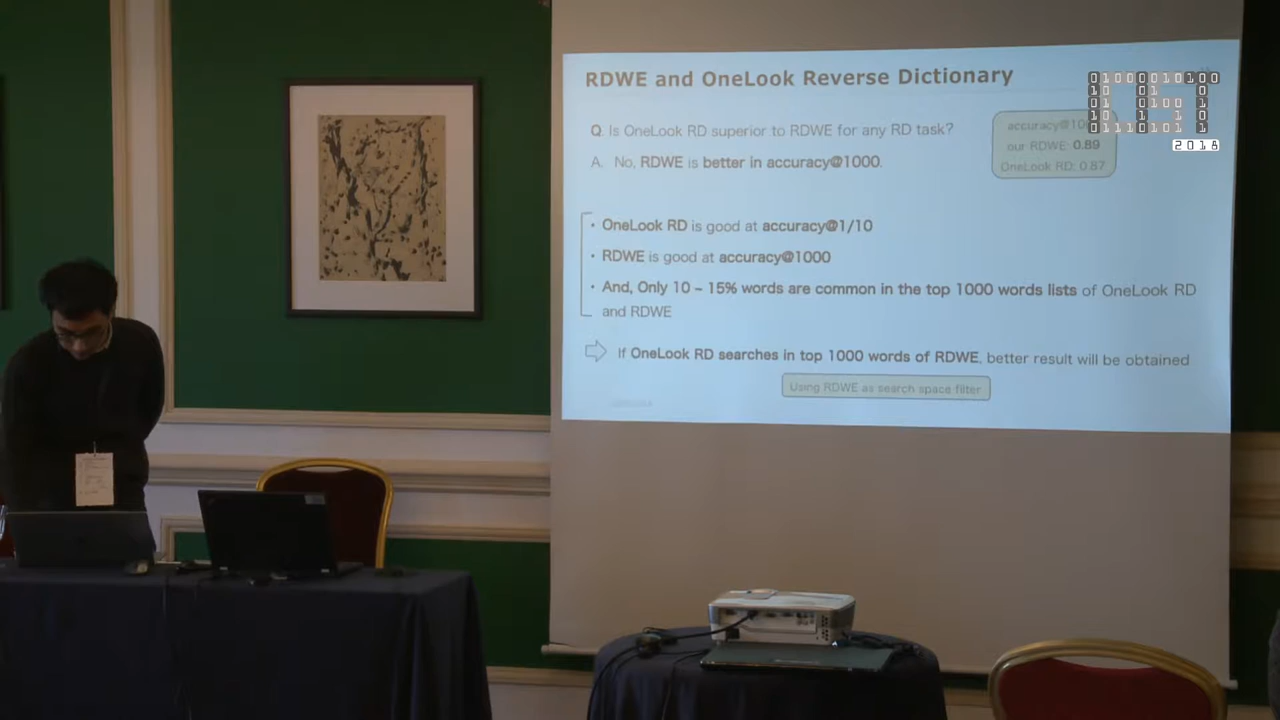 RDWE and OneLook Reverse Dictionary
Q. Is OneLook RD superior to RDWE for any RD task?
A. No, RDWE is better in accuracy@1000.
accuracy@10
our RDWE: 0.89
OneLook RD: 0.87
• OneLook RD is good at accuracy@1/10
• RDWE is good at accuracy@1000
• And, Only 10 – 15% words are common in the top 1000 words lists of OneLook RD
and RDWE
If OneLook RD searches in top 1000 words of RDWE, better result will be obtained
Using RDWE as search space filter
2018